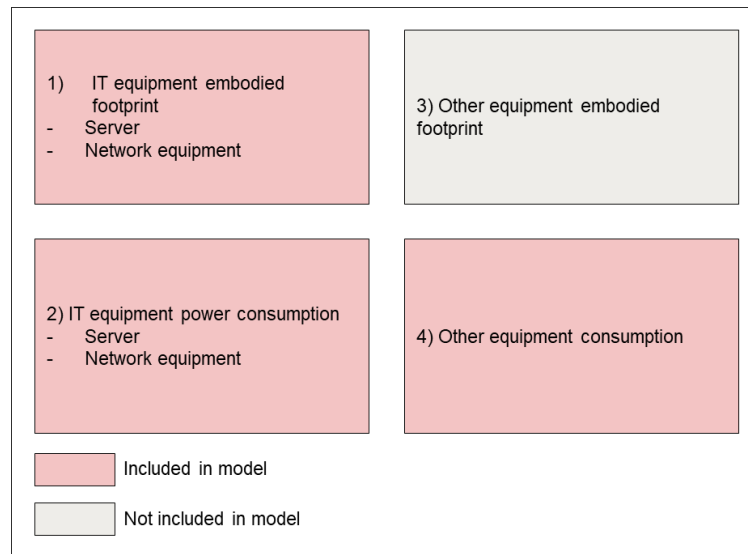 1) IT equipment embodied
footprint
- Server
- Network equipment
3) Other equipment embodied
footprint
2) IT equipment power consumption
- Server
- Network equipment
4) Other equipment consumption
Included in model
Not included in model